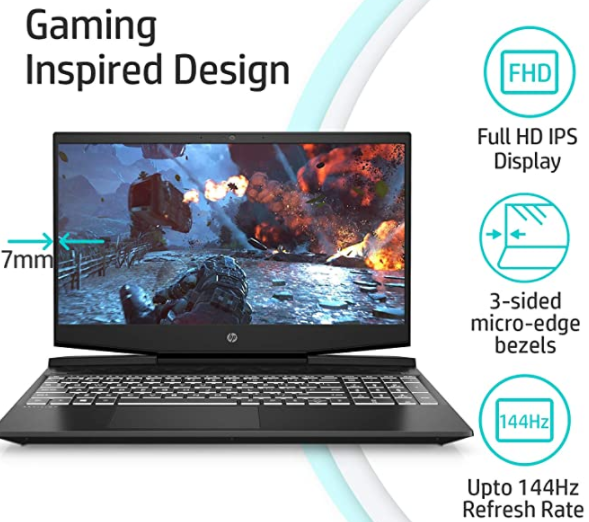 Gaming
Inspired Design
FHD
Full HD IPS
Display
7mm
3-sided
micro-edge
bezels
hp
144Hz
Upto 144Hz
Refresh Rate